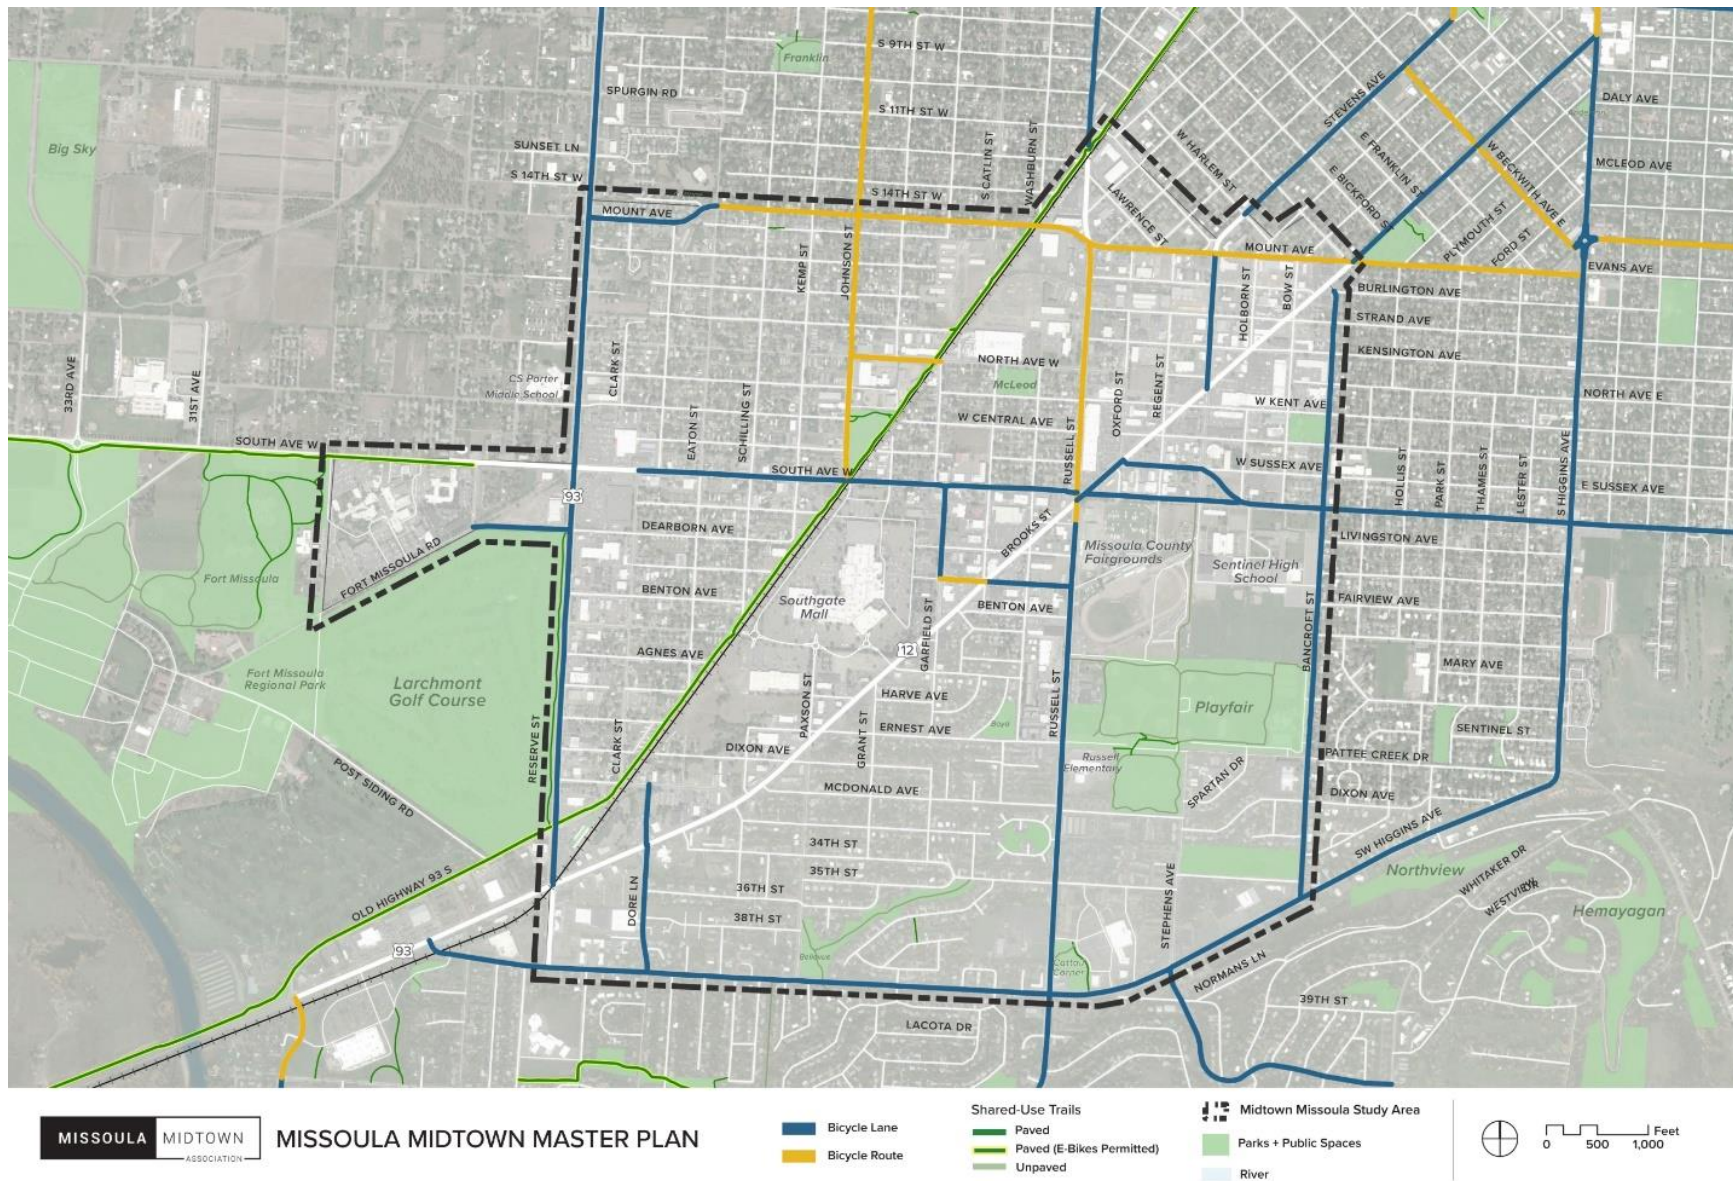 S 9TH ST W
Franklin
SPURGIN RD
S 11TH ST W
STEVENS AVE
DALY AVE
Big Sky
SUNSET LN
S CATLIN ST
WASHBURN ST
W HARLEM ST
E FRANKLIN ST
W BECKWITH AVE E
MCLEOD AVE
S 14TH ST W
S 14TH ST W
E BICKFORD S
MOUNT AVE
LAWRENCE ST
PLYMOUTH ST
FORD ST
KEMP ST
JOHNSON ST
MOUNT AVE
EVANS AVE
HOLBORN ST
BOW ST
BURLINGTON AVE
STRAND AVE
33RD AVE
31ST AVE
CS Porter
Middle School
CLARK ST
NORTH AVE W
KENSINGTON AVE
McLeod
OXFORD ST
REGENT ST
W KENT AVE
NORTH AVE E
EATON ST
SCHILLING ST
W CENTRAL AVE
RUSSELL ST
SOUTH AVE W
SOUTH AVE W
W SUSSEX AVE
HOLLIS ST
PARK ST
THAMES ST
LESTER ST
S HIGGINS AVE
E SUSSEX AVE
93
DEARBORN AVE
BROOKS ST
Missoula County
Fairgrounds
Sentinel High
School
LIVINGSTON AVE
FORT MISSOULA RD
Fort Missoula
BENTON AVE
Southgate
Mall
GARFIELD ST
BENTON AVE
BANCROFT ST
FAIRVIEW AVE
12
AGNES AVE
MARY AVE
Fort Missoula
Regional Park
Larchmont
Golf Course
PAXSON ST
HARVE AVE
RUSSELL ST
Playfair
RESERVE ST
CLARK ST
GRANT ST
ERNEST AVE
Boyd
SENTINEL ST
DIXON AVE
Russell
Elementary
SPARTAN DR
PATTEE CREEK DR
POST SIDING RD
MCDONALD AVE
DIXON AVE
34TH ST
SW HIGGINS AVE
35TH ST
Northview
WHITAKER DR
OLD HIGHWAY 93 S
36TH ST
WESTVIEW DR
DORE LN
38TH ST
STEPHENS AVE
Hemayagan
93
Bellevue
Cattail
Corner
NORMANS LN
39TH ST
LACOTA DR
MISSOULA MIDTOWN
ASSOCIATION
MISSOULA MIDTOWN MASTER PLAN
Bicycle Lane
Bicycle Route
Shared-Use Trails
Paved
Paved (E-Bikes Permitted)
Unpaved
Midtown Missoula Study Area
Parks + Public Spaces
River
Feet
0 500 1,000